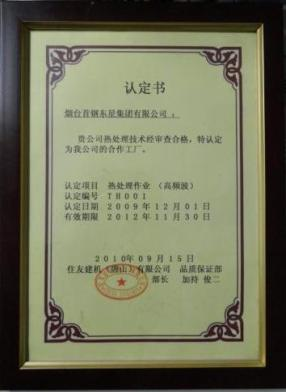 认定书
烟台首钢东星集团有限公司：
贵公司热处理技术经审查合格，特认定
为我公司的合作工厂。
认定项目 热处理作业 （高频波）
认定编号 TH001
认定日期 2009年12月01日
有效期限 2012年11月30日
2010年09月15日
住友建机（唐山）有限公司 品质保证部
部长 加持 俊二